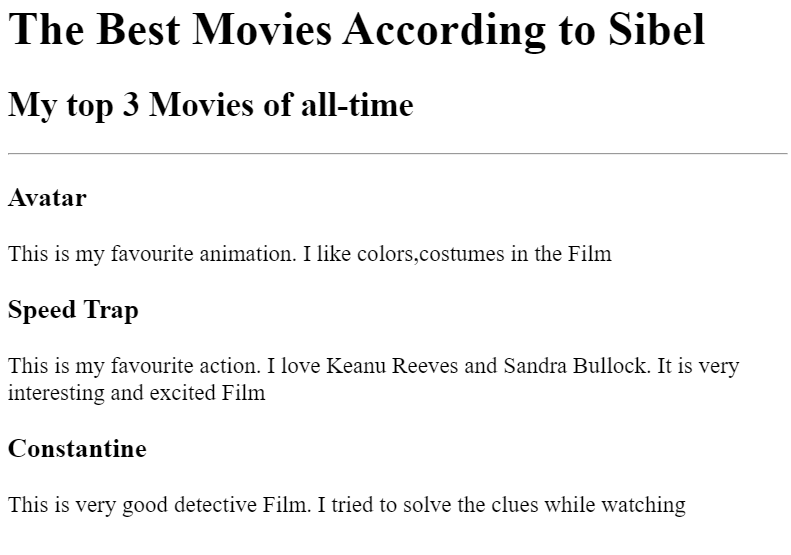 The Best Movies According to Sibel
My top 3 Movies of all-time
Avatar
This is my favourite animation. I like colors,costumes in the Film
Speed Trap
This is my favourite action. I love Keanu Reeves and Sandra Bullock. It is very
interesting and excited Film
Constantine
This is very good detective Film. I tried to solve the clues while watching